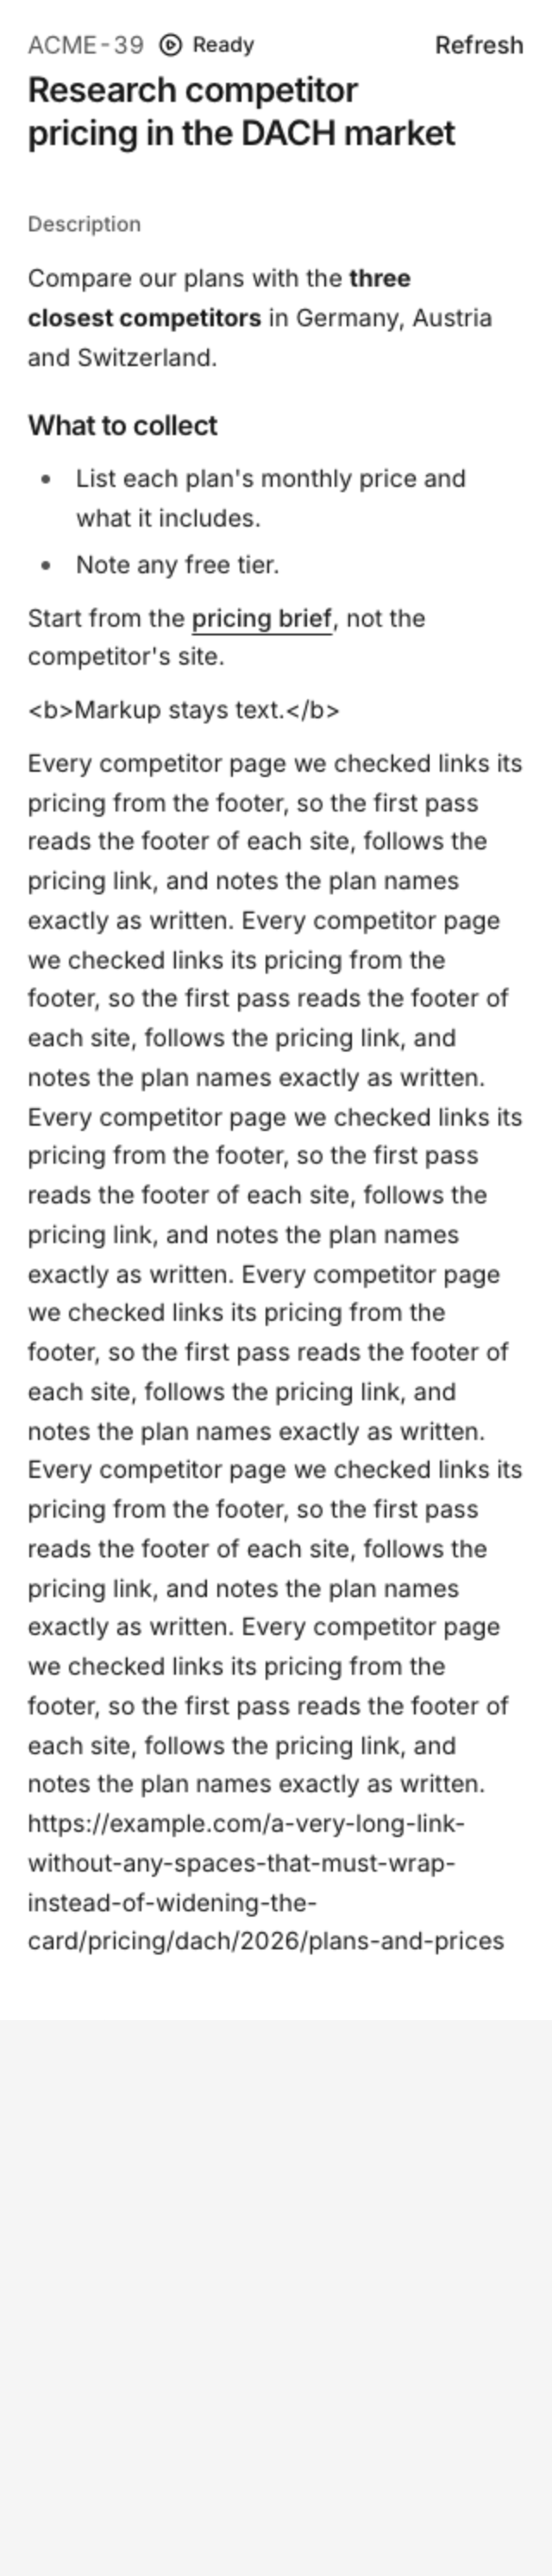 ACME-39 Ready Refresh
Research competitor
pricing in the DACH market
Description
Compare our plans with the three
closest competitors in Germany, Austria
and Switzerland.
What to collect
• List each plan's monthly price and
what it includes.
• Note any free tier.
Start from the pricing brief, not the
competitor's site.
<b>Markup stays text.</b>
Every competitor page we checked links its
pricing from the footer, so the first pass
reads the footer of each site, follows the
pricing link, and notes the plan names
exactly as written. Every competitor page
we checked links its pricing from the
footer, so the first pass reads the footer of
each site, follows the pricing link, and
notes the plan names exactly as written.
Every competitor page we checked links its
pricing from the footer, so the first pass
reads the footer of each site, follows the
pricing link, and notes the plan names
exactly as written. Every competitor page
we checked links its pricing from the
footer, so the first pass reads the footer of
each site, follows the pricing link, and
notes the plan names exactly as written.
Every competitor page we checked links its
pricing from the footer, so the first pass
reads the footer of each site, follows the
pricing link, and notes the plan names
exactly as written. Every competitor page
we checked links its pricing from the
footer, so the first pass reads the footer of
each site, follows the pricing link, and
notes the plan names exactly as written.
https://example.com/a-very-long-link-
without-any-spaces-that-must-wrap-
instead-of-widening-the-
card/pricing/dach/2026/plans-and-prices